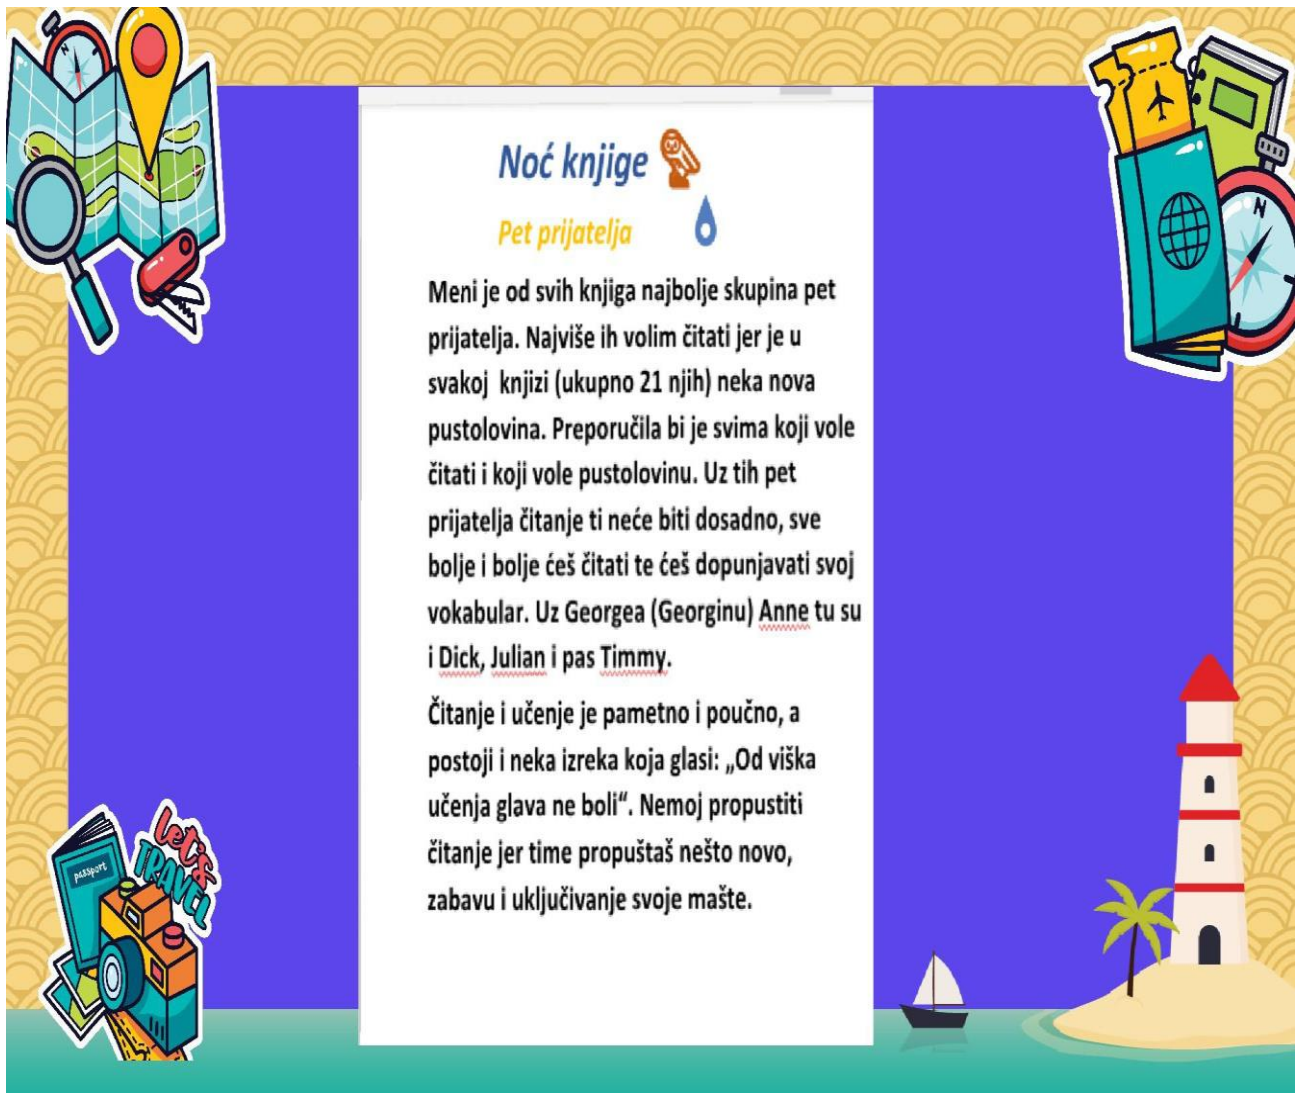 Noć knjige
Pet prijatelja
Meni je od svih knjiga najbolje skupina pet
prijatelja. Najviše ih volim čitati jer je u
svakoj knjizi (ukupno 21 njih) neka nova
pustolovina. Preporučila bi je svima koji vole
čitati i koji vole pustolovinu. Uz tih pet
prijatelja čitanje ti neće biti dosadno, sve
bolje i bolje ćeš čitati te ćeš dopunjavati svoj
vokabular. Uz Georgea (Georginu) Anne tu su
i Dick, Julian i pas Timmy.
Čitanje i učenje je pametno i poučno, a
postoji i neka izreka koja glasi: „Od viška
učenja glava ne boli“. Nemoj propustiti
čitanje jer time propuštaš nešto novo,
zabavu i uključivanje svoje mašte.
N
N
passport
Let's
TRAVEL